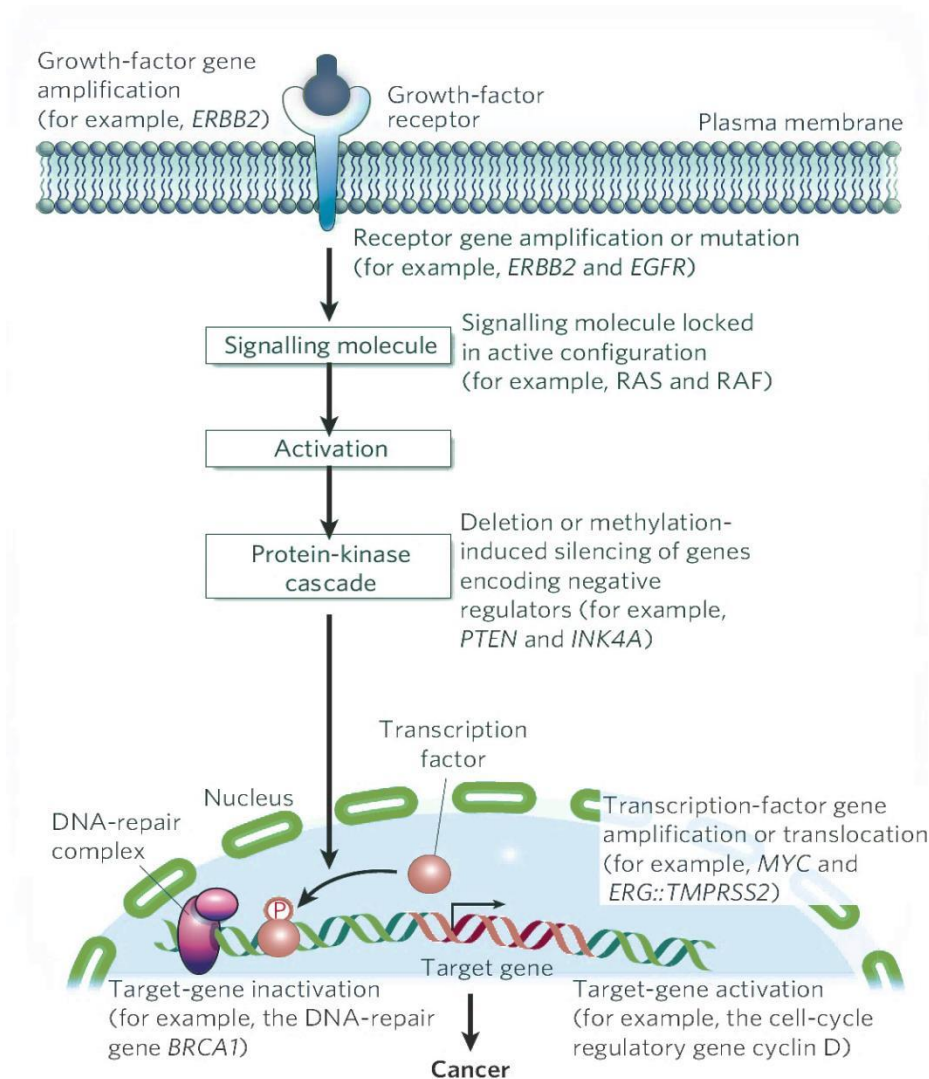 Growth-factor gene
amplification
(for example, ERBB2)
Growth-factor
receptor
Plasma membrane
Receptor gene amplification or mutation
(for example, ERBB2 and EGFR)
Signalling molecule
Signalling molecule locked
in active configuration
(for example, RAS and RAF)
Activation
Protein-kinase
cascade
Deletion or methylation-
induced silencing of genes
encoding negative
regulators (for example,
PTEN and INK4A)
Transcription
factor
Nucleus
DNA-repair
complex
Transcription-factor gene
amplification or translocation
(for example, MYC and
ERG::TMPRSS2)
P
Target gene
Target-gene inactivation
(for example, the DNA-repair
gene BRCA1)
Target-gene activation
(for example, the cell-cycle
regulatory gene cyclin D)
Cancer